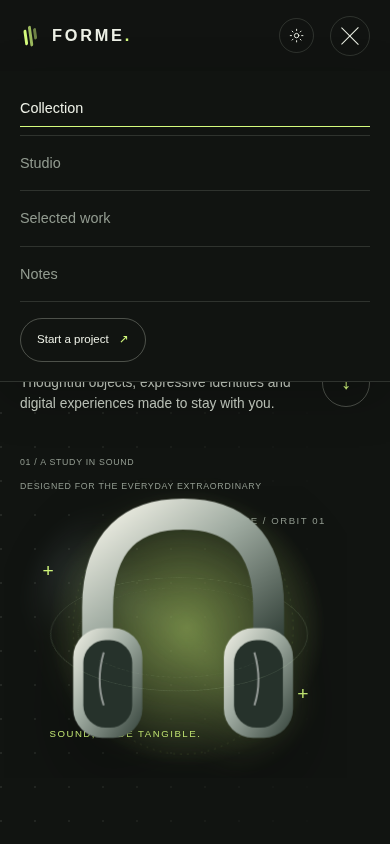 FORME.
Collection
Studio
Selected work
Notes
Start a project ↗
Thoughtful objects, expressive identities and
digital experiences made to stay with you.
01 / A STUDY IN SOUND
DESIGNED FOR THE EVERYDAY EXTRAORDINARY
/ ORBIT 01
SOUND, TANGIBLE.